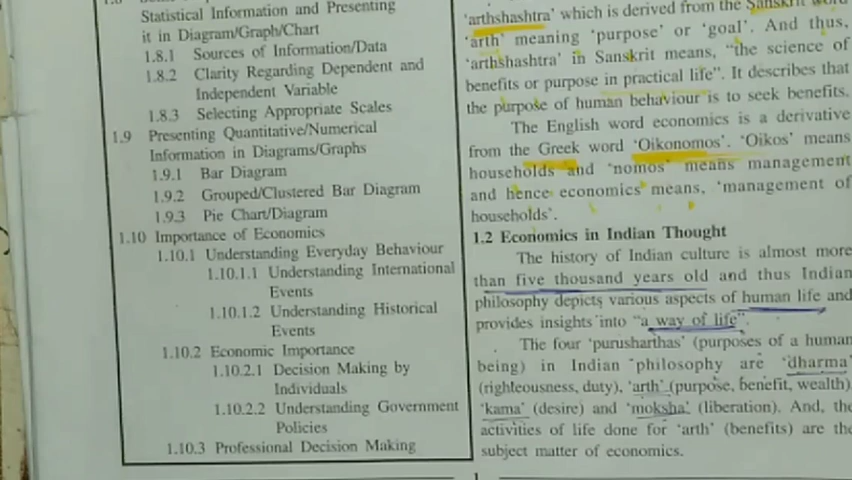 Statistical Information and Presenting
it in Diagram/Graph/Chart
1.8.1 Sources of Information/Data
1.8.2 Clarity Regarding Dependent and
Independent Variable
1.8.3 Selecting Appropriate Scales
1.9 Presenting Quantitative/Numerical
Information in Diagrams/Graphs
1.9.1 Bar Diagram
1.9.2 Grouped/Clustered Bar Diagram
1.9.3 Pie Chart/Diagram
1.10 Importance of Economics
1.10.1 Understanding Everyday Behaviour
1.10.1.1 Understanding International
Events
1.10.1.2 Understanding Historical
Events
1.10.2 Economic Importance
1.10.2.1 Decision Making by
Individuals
1.10.2.2 Understanding Government
Policies
1.10.3 Professional Decision Making
'arthshashtra' which is derived from the Sanskrit word
'arth' meaning 'purpose' or 'goal'. And thus,
'arthshashtra' in Sanskrit means, "the science of
benefits or purpose in practical life". It describes that
the purpose of human behaviour is to seek benefits.
The English word economics is a derivative
from the Greek word 'Oikonomos'. 'Oikos' means
households and 'nomos' means management
and hence economics means, 'management of
households'.
1.2 Economics in Indian Thought
The history of Indian culture is almost more
than five thousand years old and thus Indian
philosophy depicts various aspects of human life and
provides insights into "a way of life".
The four 'purusharthas' (purposes of a human
being) in Indian philosophy are 'dharma'
(righteousness, duty), 'arth' (purpose, benefit, wealth)
'kama' (desire) and 'moksha' (liberation). And, the
activities of life done for 'arth' (benefits) are the
subject matter of economics.
1